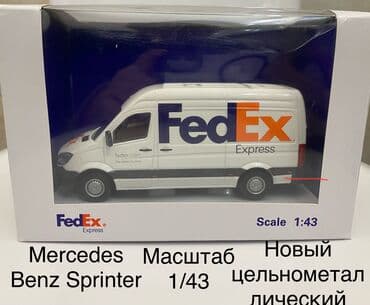 FedEx
Express
FedEx
Express
Scale 1:43
Mercedes
Benz Sprinter
Масштаб
1/43
Новый
цельнометал
лический